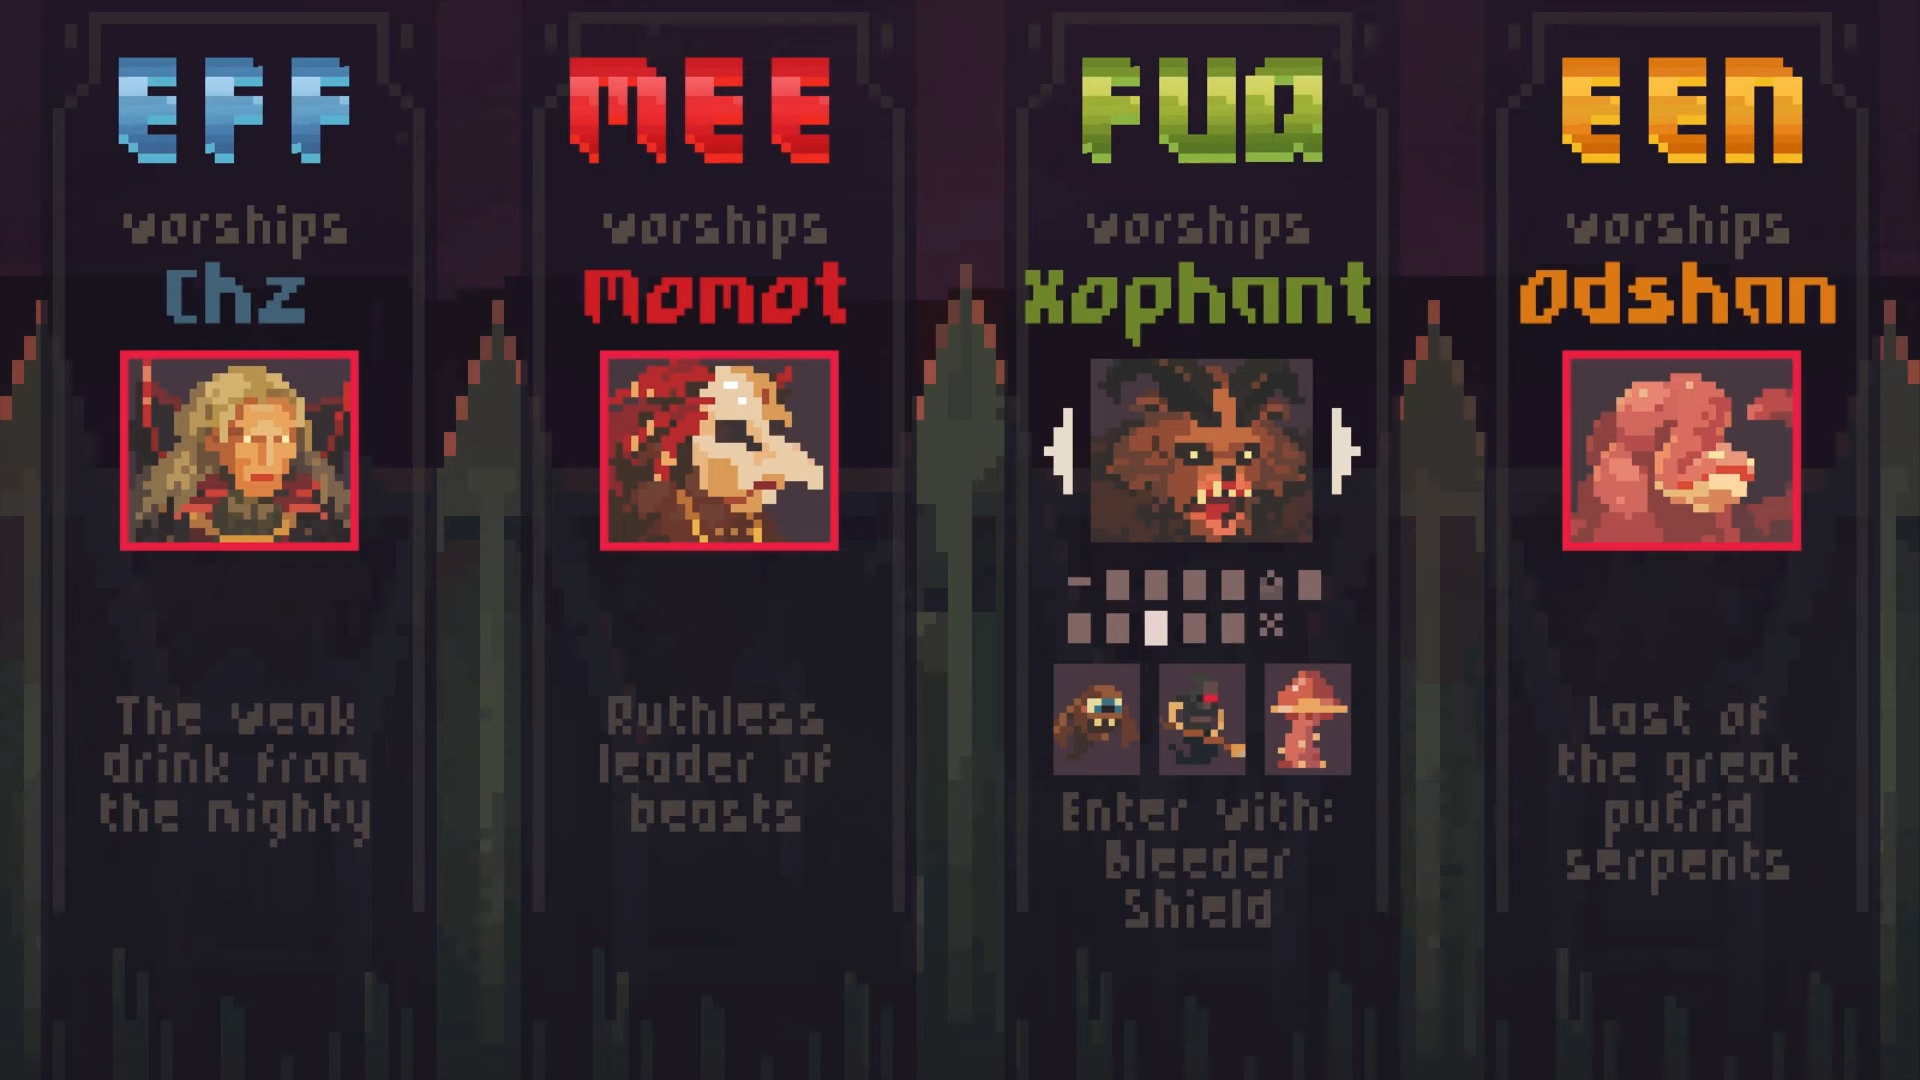 EFF
worships
Chz
The weak
drink from
the mighty
MEE
worships
Momot
Ruthless
leader of
beasts
FUQ
worships
Xophant
Enter with:
Bleeder
Shield
EEN
worships
Odshan
Last of
the great
putrid
serpents